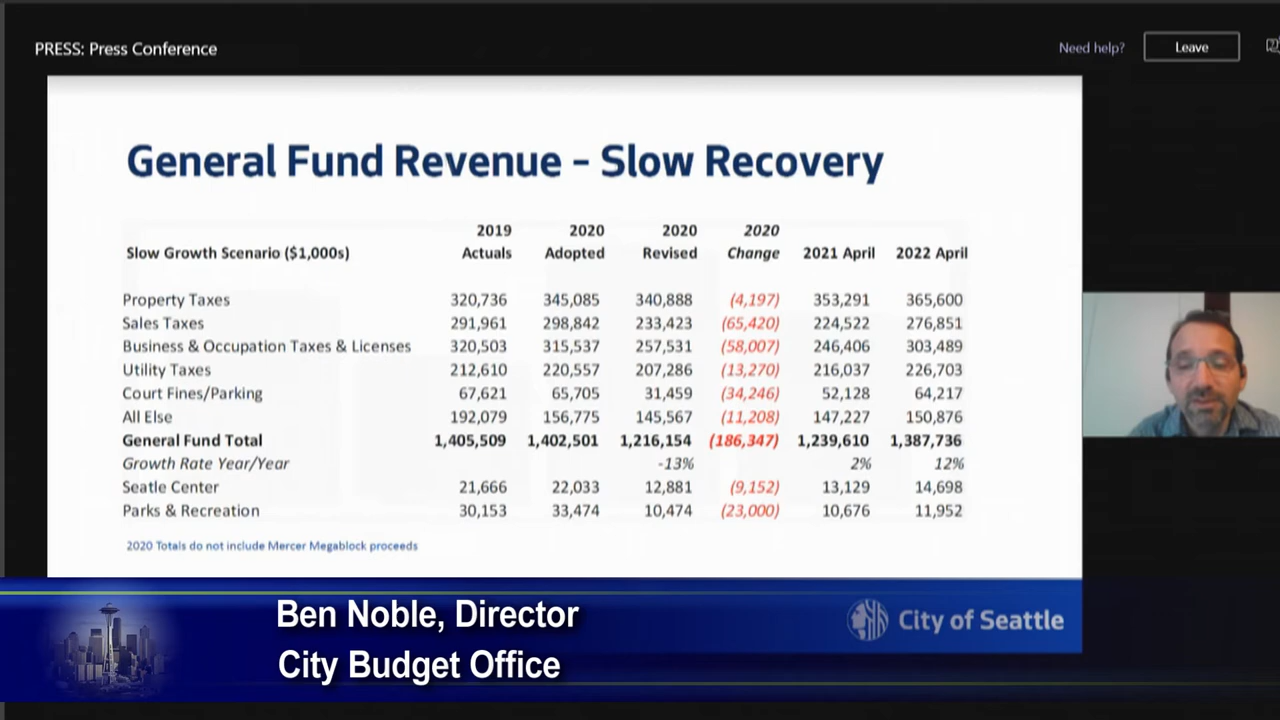 PRESS: Press Conference
Need help?
Leave
General Fund Revenue – Slow Recovery
2019 2020 2020 2020
Slow Growth Scenario ($1,000s) Actuals Adopted Revised Change 2021 April 2022 April
Property Taxes 320,736 345,085 340,888 (4,197) 353,291 365,600
Sales Taxes 291,961 298,842 233,423 (65,420) 224,522 276,851
Business & Occupation Taxes & Licenses 320,503 315,537 257,531 (58,007) 246,406 303,489
Utility Taxes 212,610 220,557 207,286 (13,270) 216,037 226,703
Court Fines/Parking 67,621 65,705 31,459 (34,246) 52,128 64,217
All Else 192,079 156,775 145,567 (11,208) 147,227 150,876
General Fund Total 1,405,509 1,402,501 1,216,154 (186,347) 1,239,610 1,387,736
Growth Rate Year/Year -13% 2% 12%
Seatle Center 21,666 22,033 12,881 (9,152) 13,129 14,698
Parks & Recreation 30,153 33,474 10,474 (23,000) 10,676 11,952
2020 Totals do not include Mercer Megablock proceeds
Ben Noble, Director
City Budget Office
City of Seattle